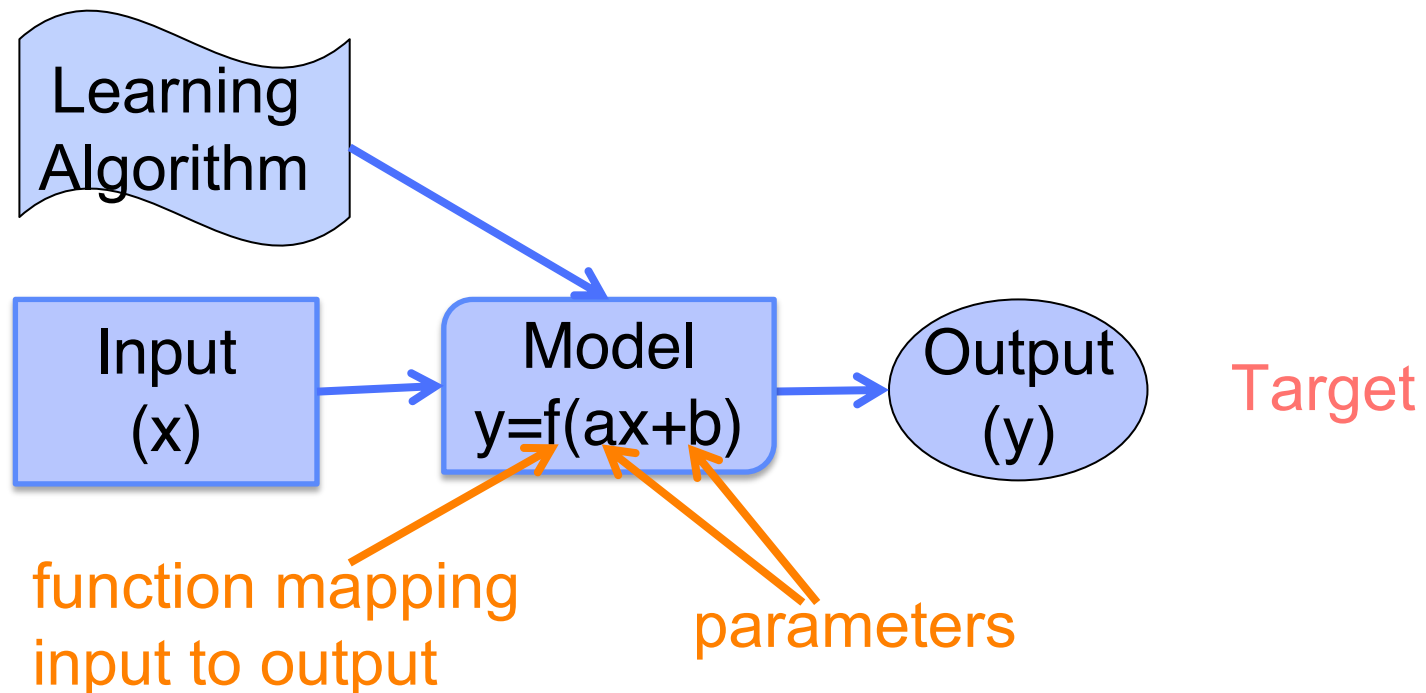 Learning
Algorithm
Input
(x)
Model
y=f(ax+b)
Output
(y)
Target
function mapping
input to output
parameters